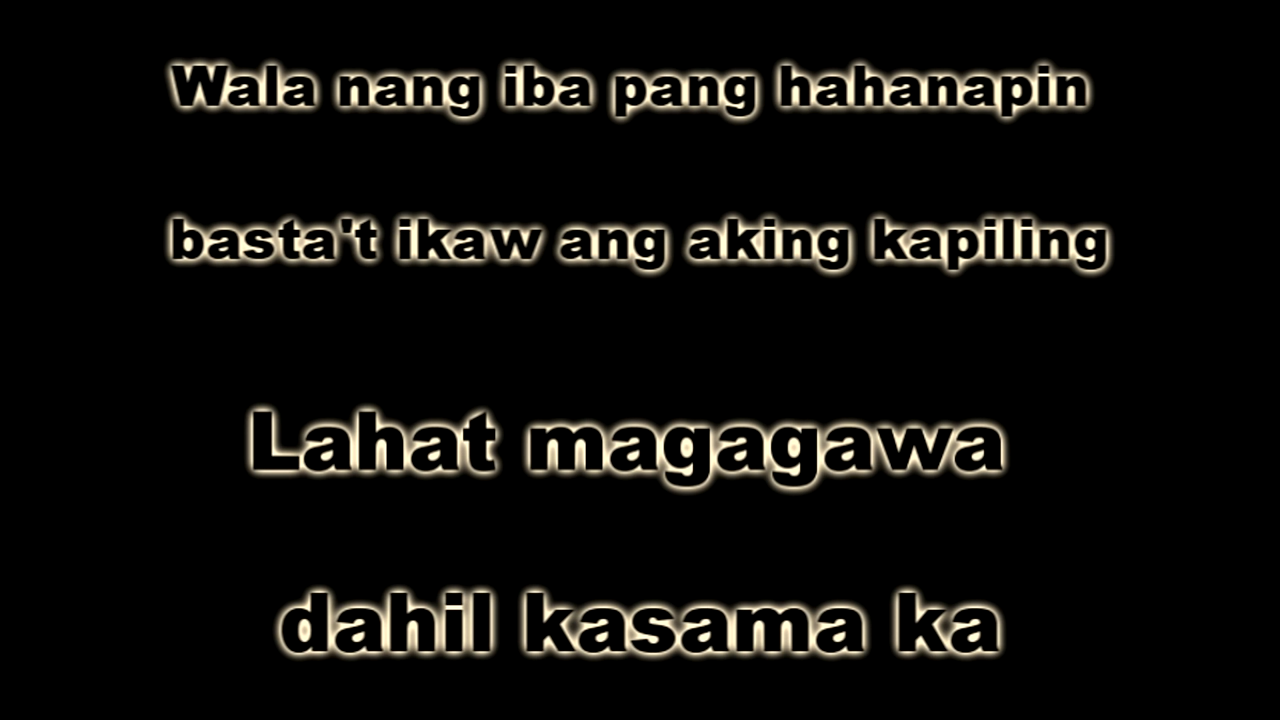 Wala nang iba pang hahanapin
basta't ikaw ang aking kapiling
Lahat magagawa
dahil kasama ka